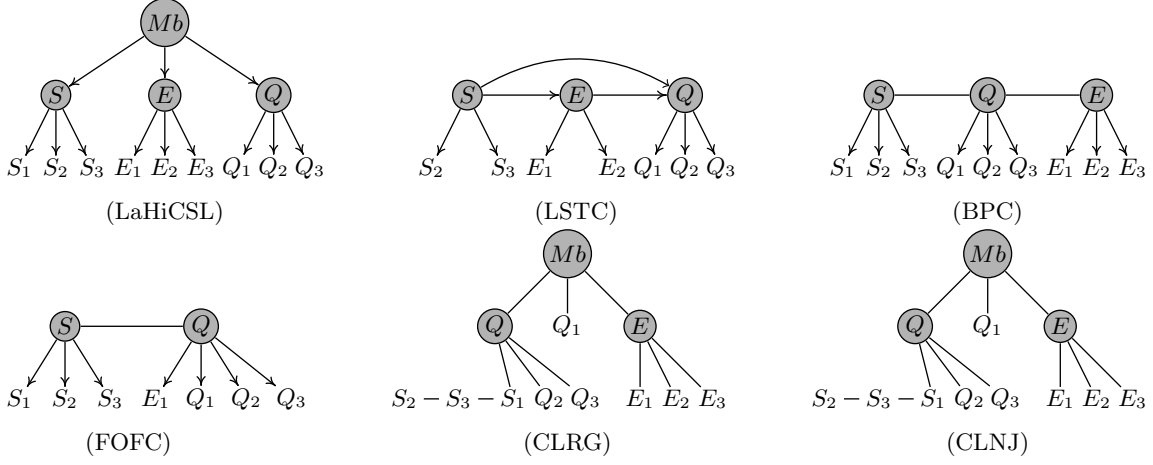 Mb
S E Q S E Q S Q E
S₁ S₂ S₃ E₁ E₂ E₃ Q₁ Q₂ Q₃ S₂ S₃ E₁ E₂ Q₁ Q₂ Q₃ S₁ S₂ S₃ Q₁ Q₂ Q₃ E₁ E₂ E₃
(LaHiCSL) (LSTC) (BPC)
Mb Mb
S Q Q Q₁ E Q Q₁ E
S₁ S₂ S₃ E₁ Q₁ Q₂ Q₃ S₂ − S₃ − S₁ Q₂ Q₃ E₁ E₂ E₃ S₂ − S₃ − S₁ Q₂ Q₃ E₁ E₂ E₃
(FOFC) (CLRG) (CLNJ)